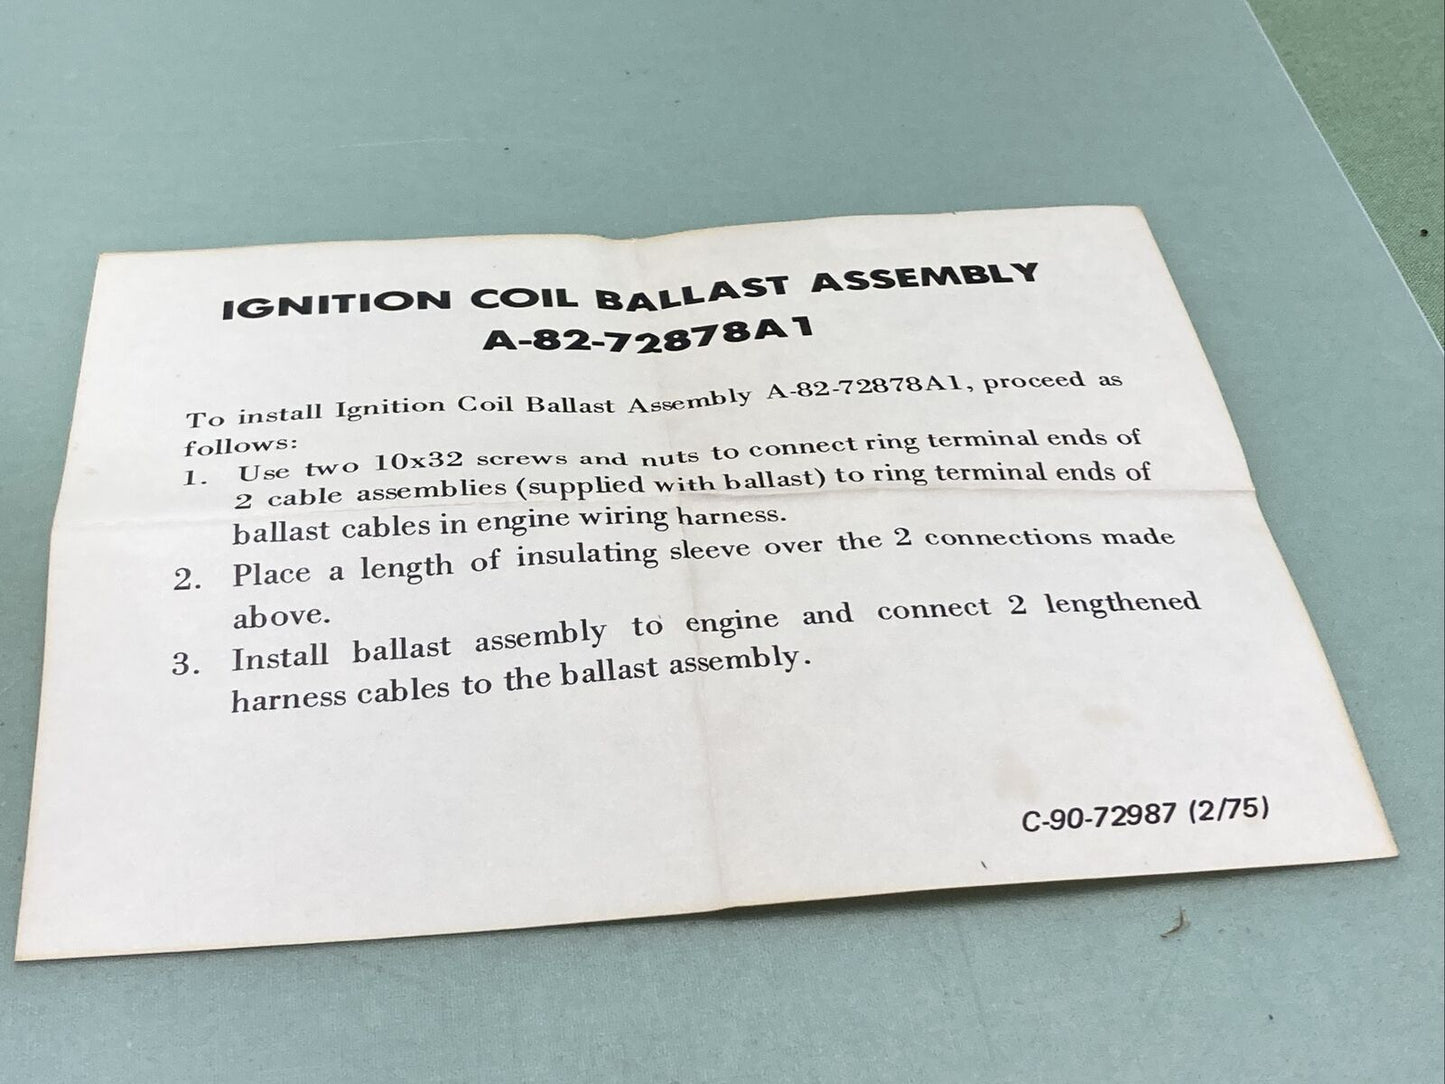 IGNITION COIL BALLAST ASSEMBLY
A-82-72878A1
To install Ignition Coil Ballast Assembly A-82-72878A1, proceed as
follows:
1. Use two 10x32 screws and nuts to connect ring terminal ends of
2 cable assemblies (supplied with ballast) to ring terminal ends of
ballast cables in engine wiring harness.
2. Place a length of insulating sleeve over the 2 connections made
above.
3. Install ballast assembly to engine and connect 2 lengthened
harness cables to the ballast assembly.
C-90-72987 (2/75)